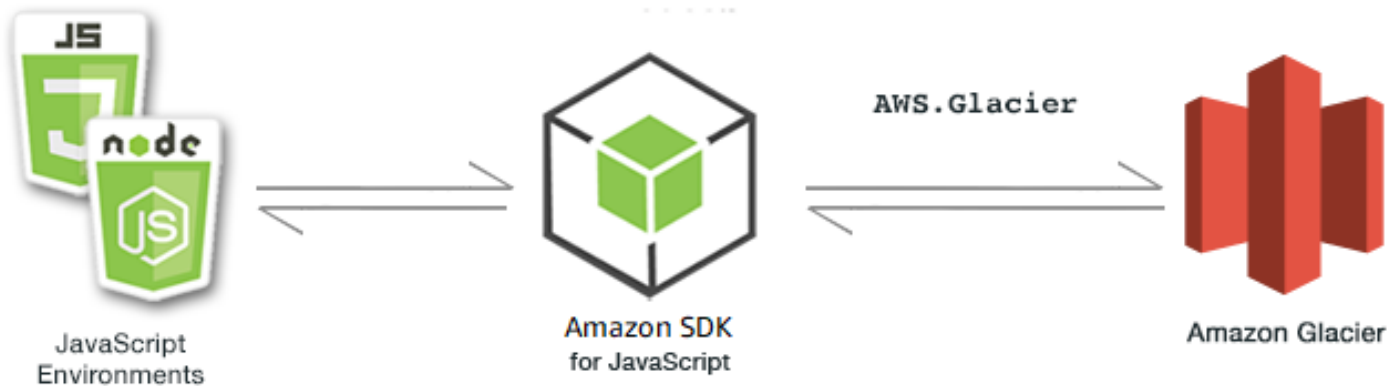 JS
node
JS
JavaScript
Environments
Amazon SDK
for JavaScript
AWS.Glacier
Amazon Glacier